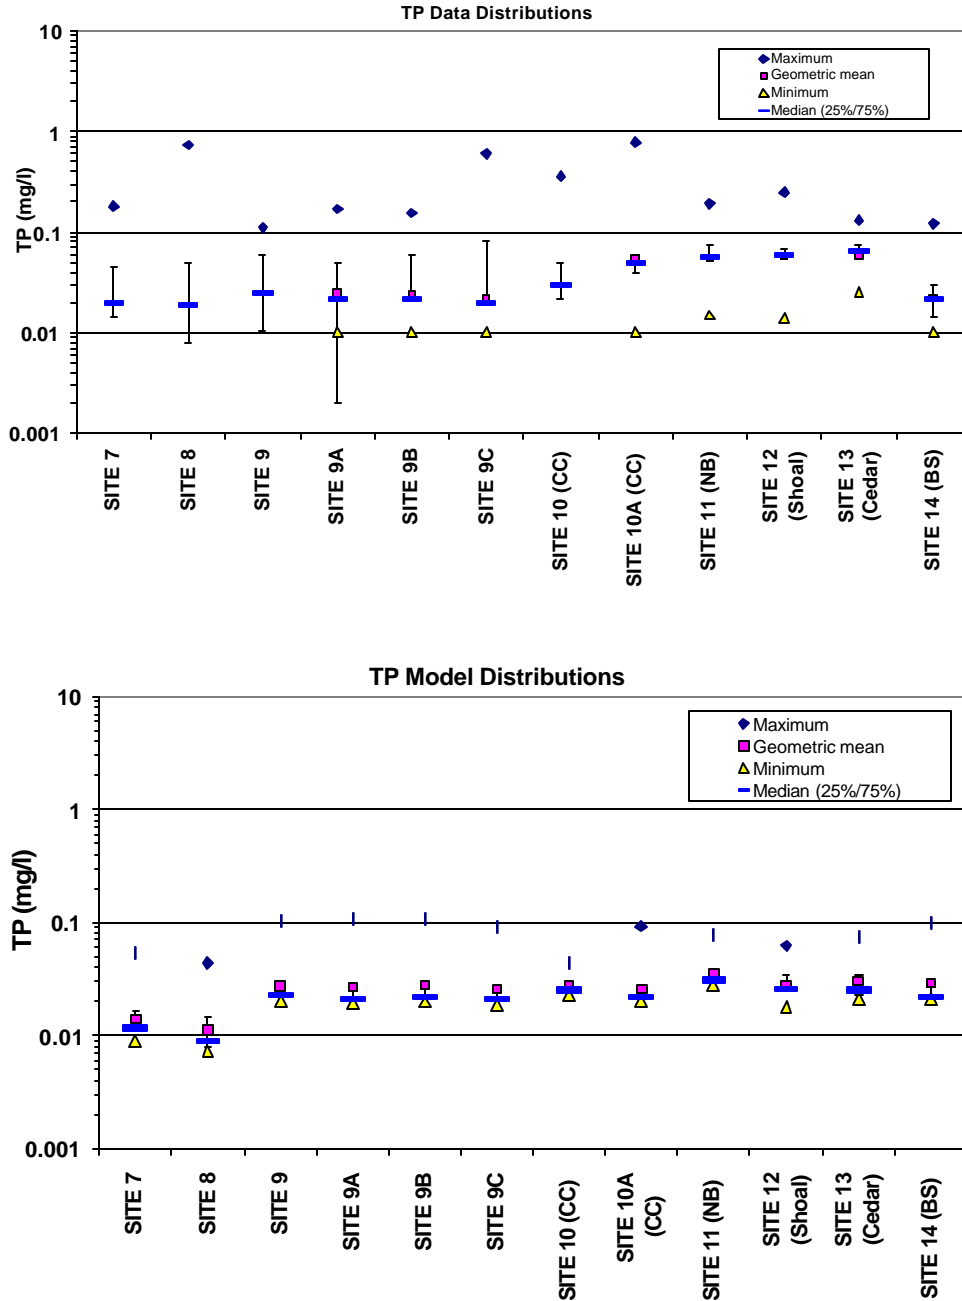 TP Data Distributions
10
1
0.1
0.01
0.001
TP (mg/l)
Maximum
Geometric mean
Minimum
Median (25%/75%)
SITE 7
SITE 8
SITE 9
SITE 9A
SITE 9B
SITE 9C
SITE 10 (CC)
SITE 10A (CC)
SITE 11 (NB)
SITE 12
(Shoal)
SITE 13
(Cedar)
SITE 14 (BS)
TP Model Distributions
10
1
0.1
0.01
0.001
TP (mg/l)
Maximum
Geometric mean
Minimum
Median (25%/75%)
SITE 7
SITE 8
SITE 9
SITE 9A
SITE 9B
SITE 9C
SITE 10 (CC)
SITE 10A
(CC)
SITE 11 (NB)
SITE 12
(Shoal)
SITE 13
(Cedar)
SITE 14 (BS)